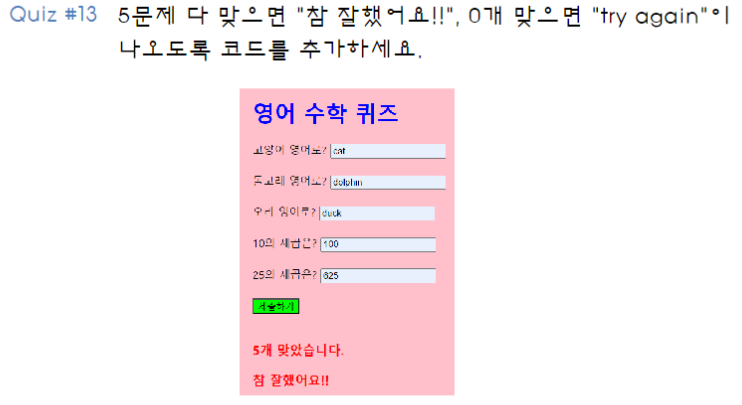 Quiz #13 5문제 다 맞으면 "참 잘했어요!!", 0개 맞으면 "try again"이
나오도록 코드를 추가하세요.
영어 수학 퀴즈
고양이 영어로? cat
돌고래 영어로? dolphin
오리 영어로? duck
10의 제곱은? 100
25의 제곱은? 625
제출하기
5개 맞았습니다.
참 잘했어요!!